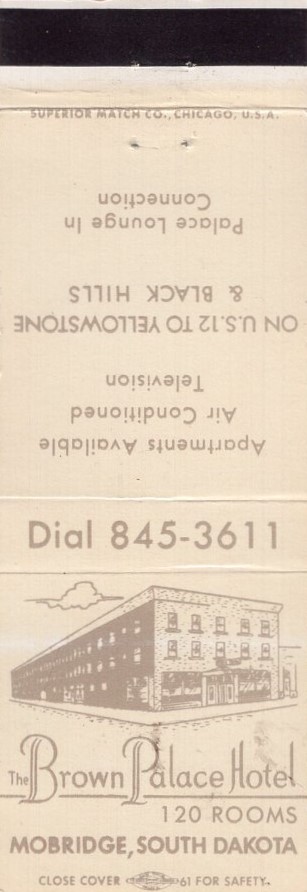 SUPERIOR MATCH CO., CHICAGO, U.S.A.
Apartments Available
Air Conditioned
Television
ON U.S. 12 TO YELLOWSTONE
& BLACK HILLS
Palace Lounge In
Connection
Dial 845-3611
The Brown Palace Hotel
120 ROOMS
MOBRIDGE, SOUTH DAKOTA
CLOSE COVER 61 FOR SAFETY.